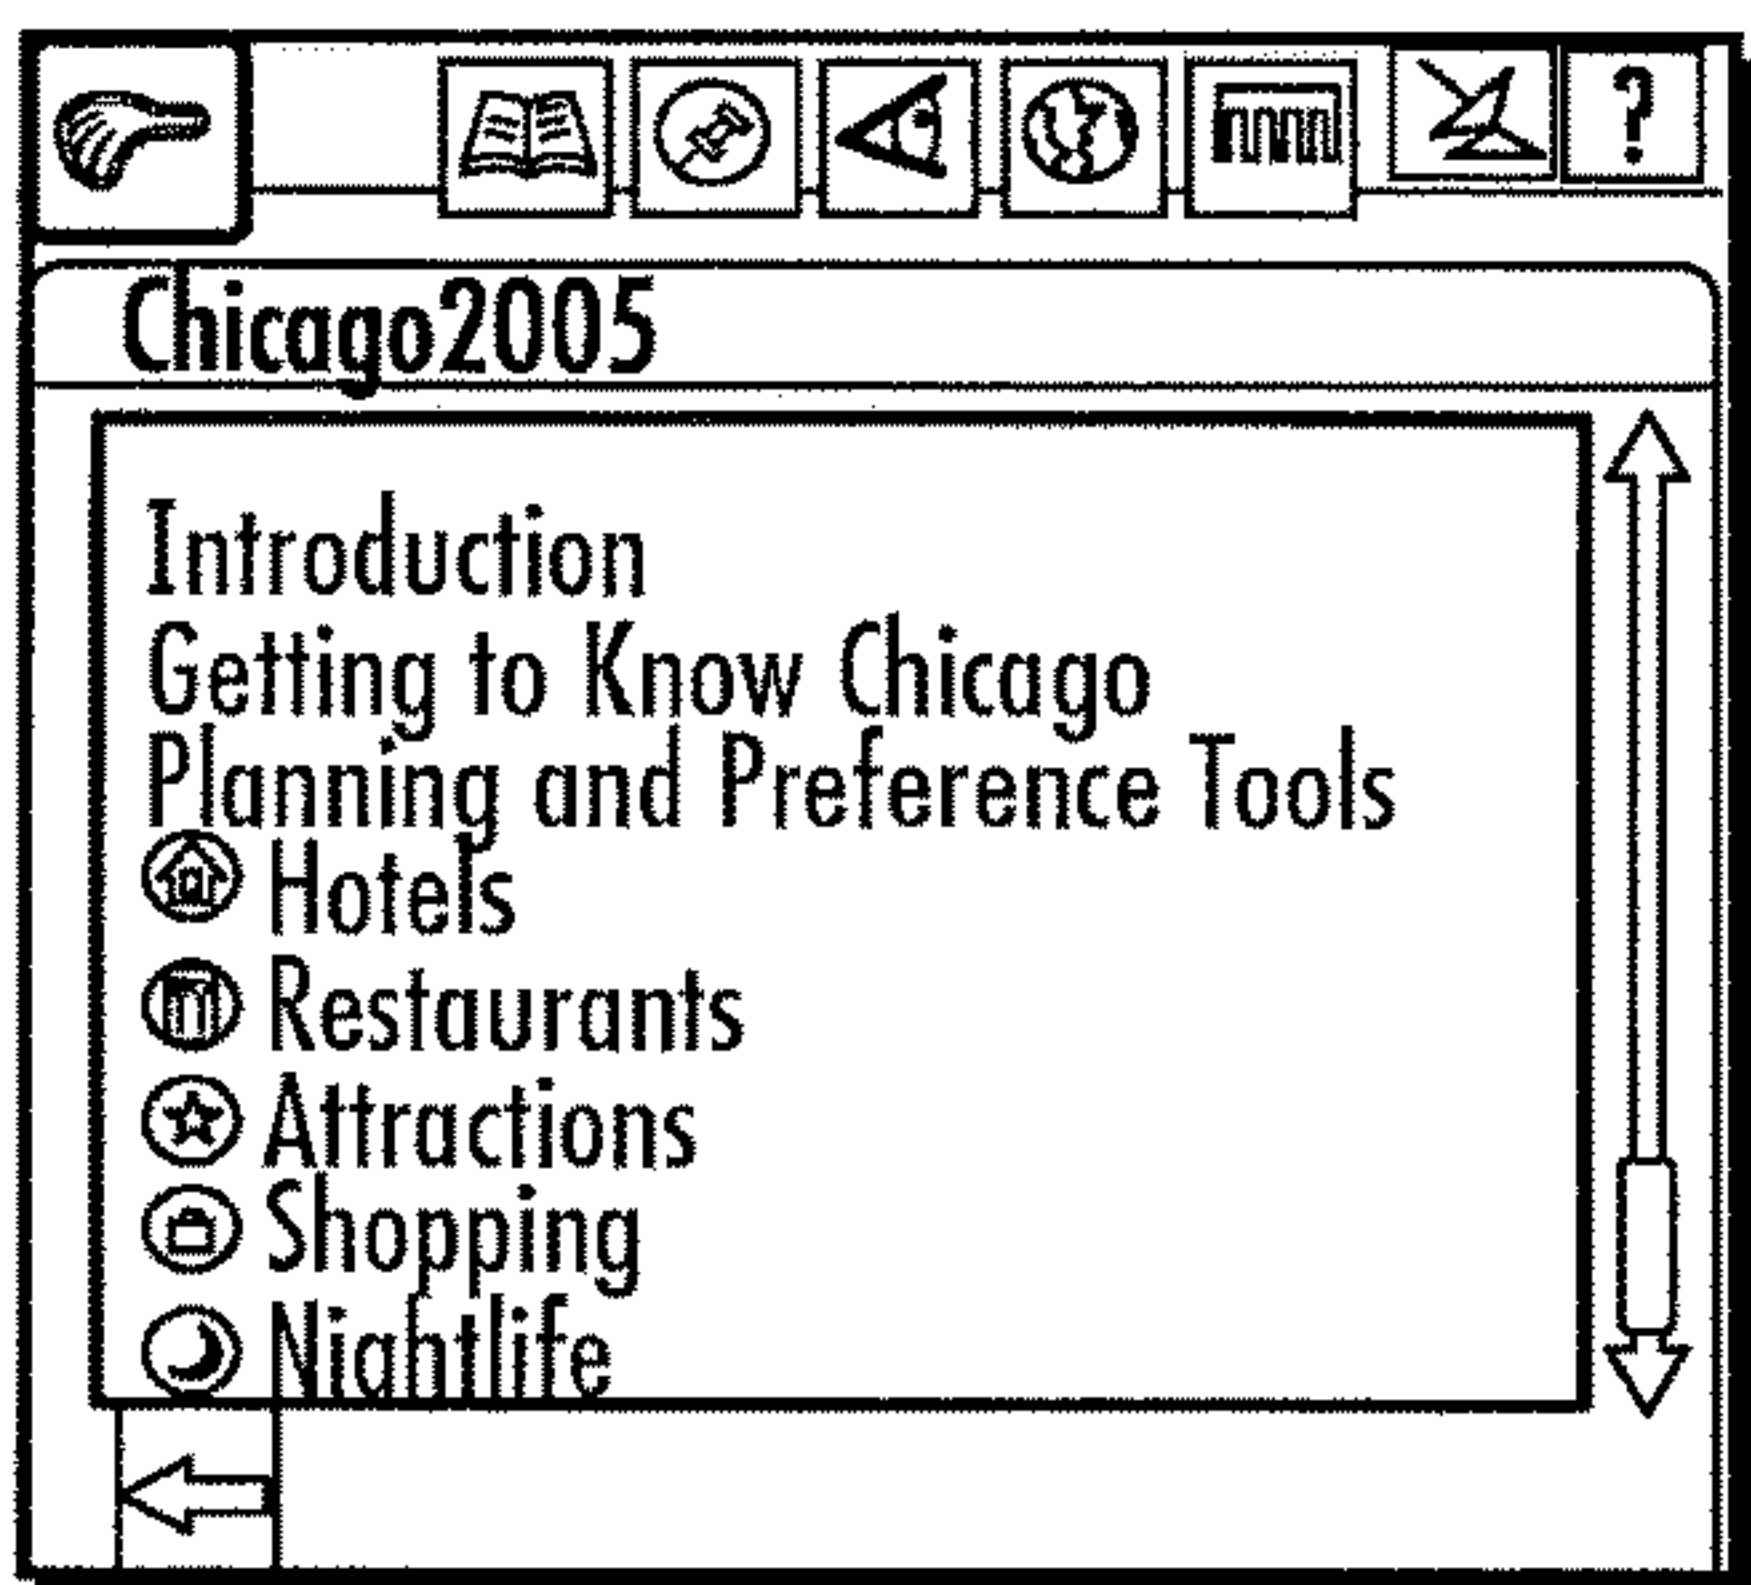 ?
Chicago2005
Introduction
Getting to Know Chicago
Planning and Preference Tools
Hotels
Restaurants
Attractions
Shopping
Nightlife